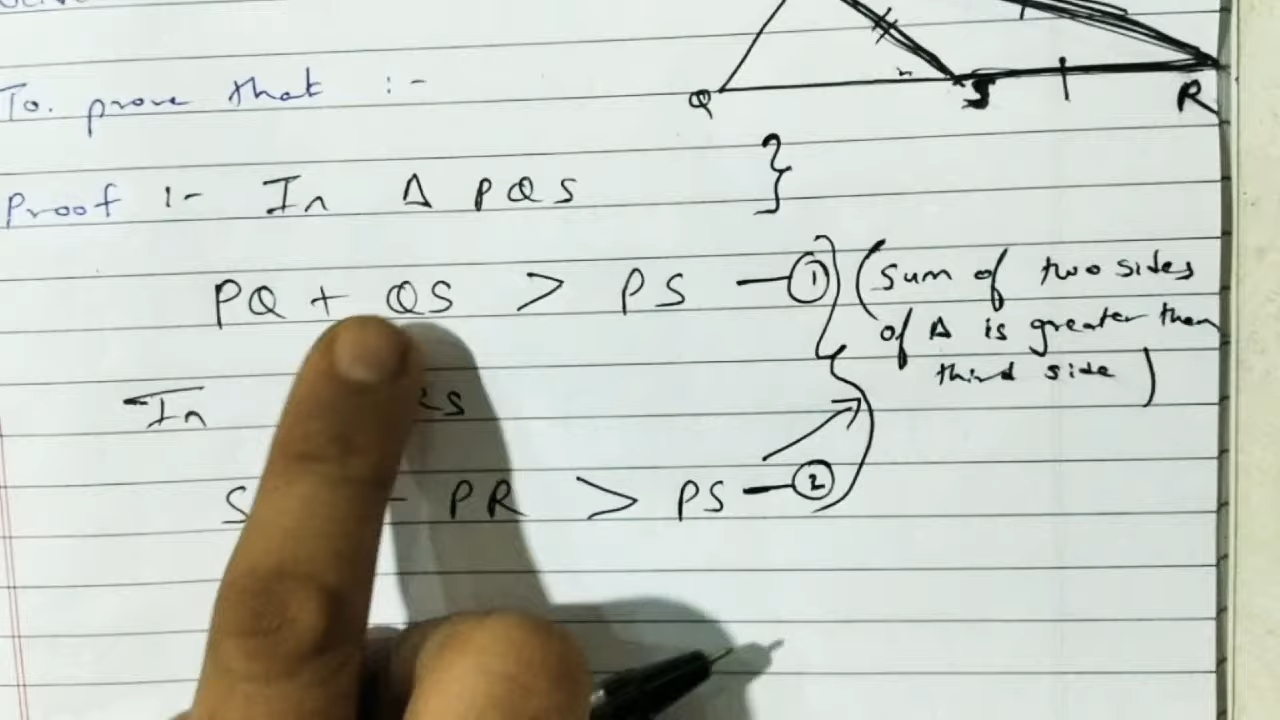 Q S R
To. prove that :-
Proof :- In Δ PQS }
PQ + QS > PS — ① (Sum of two sides
of Δ is greater then
third side)
In
S PR > PS — ②